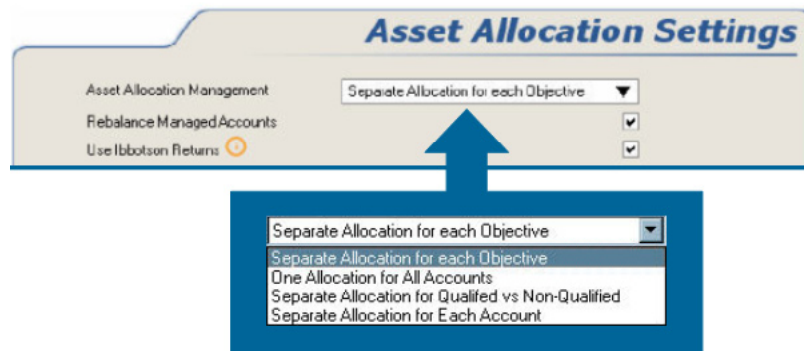 Asset Allocation Settings
Asset Allocation Management Separate Allocation for each Objective
Rebalance Managed Accounts
Use Ibbotson Returns
Separate Allocation for each Objective
Separate Allocation for each Objective
One Allocation for All Accounts
Separate Allocation for Qualifed vs Non-Qualified
Separate Allocation for Each Account